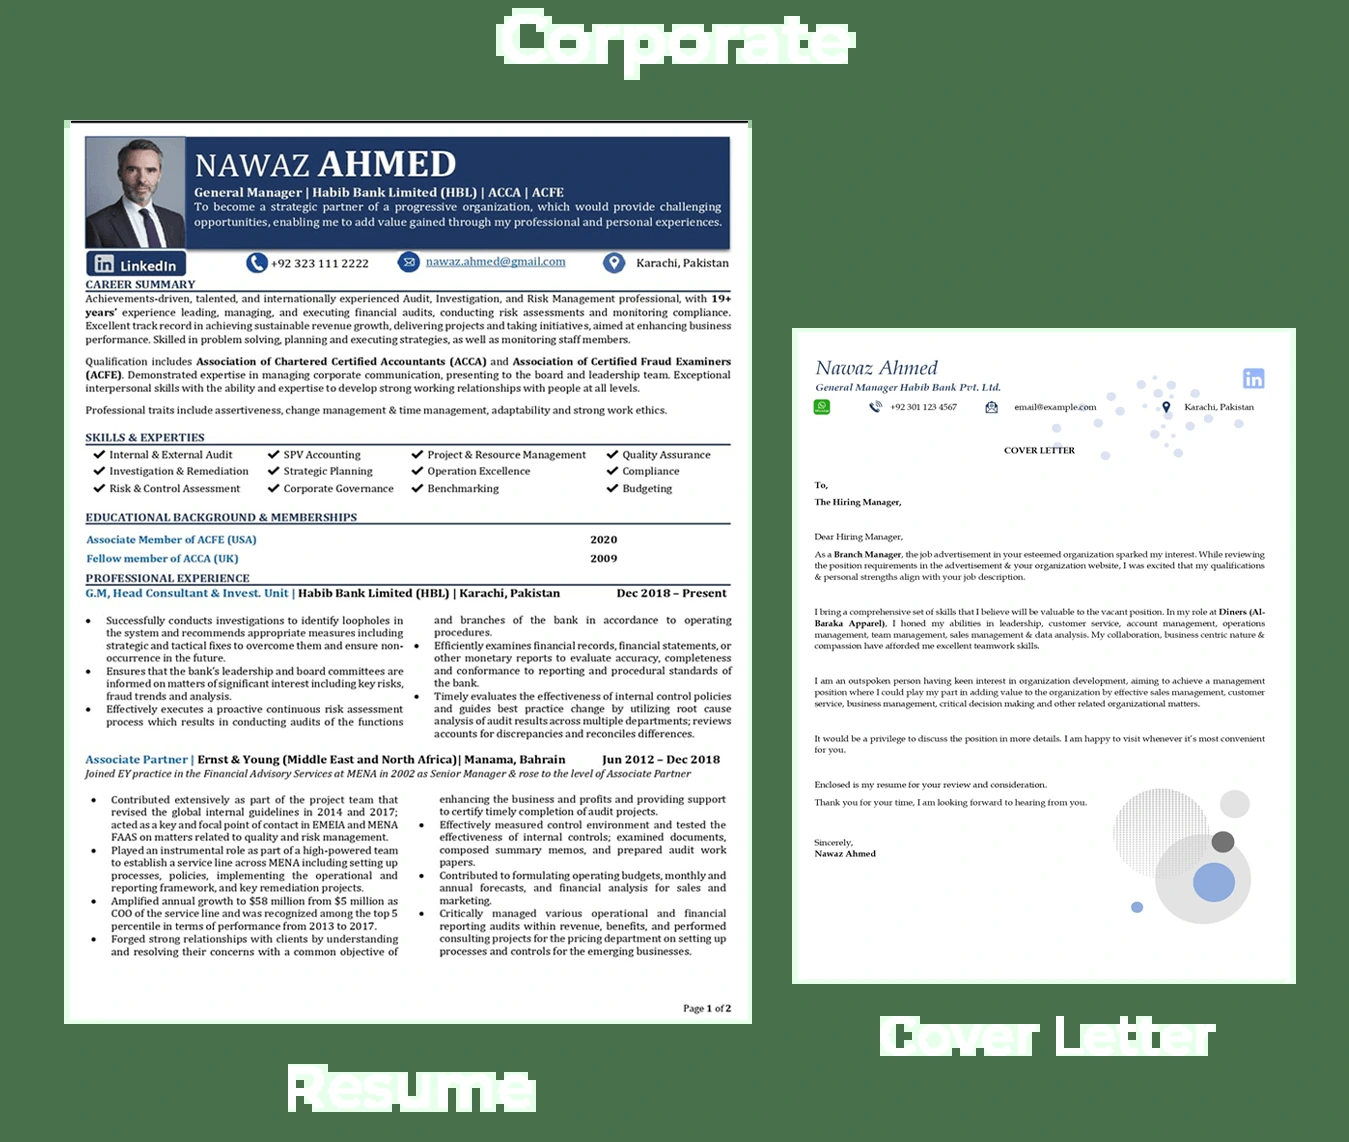 Corporate
NAWAZ AHMED
General Manager | Habib Bank Limited (HBL) | ACCA | ACFE
To become a strategic partner of a progressive organization, which would provide challenging
opportunities, enabling me to add value gained through my professional and personal experiences.
in LinkedIn
+92 323 111 2222
nawaz.ahmed@gmail.com
Karachi, Pakistan
CAREER SUMMARY
Achievements-driven, talented, and internationally experienced Audit, Investigation, and Risk Management professional, with 19+
years' experience leading, managing, and executing financial audits, conducting risk assessments and monitoring compliance.
Excellent track record in achieving sustainable revenue growth, delivering projects and taking initiatives, aimed at enhancing business
performance. Skilled in problem solving, planning and executing strategies, as well as monitoring staff members.
Qualification includes Association of Chartered Certified Accountants (ACCA) and Association of Certified Fraud Examiners
(ACFE). Demonstrated expertise in managing corporate communication, presenting to the board and leadership team. Exceptional
interpersonal skills with the ability and expertise to develop strong working relationships with people at all levels.
Professional traits include assertiveness, change management & time management, adaptability and strong work ethics.
SKILLS & EXPERTIES
Internal & External Audit
SPV Accounting
Project & Resource Management
Quality Assurance
Investigation & Remediation
Strategic Planning
Operation Excellence
Compliance
Risk & Control Assessment
Corporate Governance
Benchmarking
Budgeting
EDUCATIONAL BACKGROUND & MEMBERSHIPS
Associate Member of ACFE (USA) 2020
Fellow member of ACCA (UK) 2009
PROFESSIONAL EXPERIENCE
G.M, Head Consultant & Invest. Unit | Habib Bank Limited (HBL) | Karachi, Pakistan Dec 2018 – Present
• Successfully conducts investigations to identify loopholes in
the system and recommends appropriate measures including
strategic and tactical fixes to overcome them and ensure non-
occurrence in the future.
• Ensures that the bank's leadership and board committees are
informed on matters of significant interest including key risks,
fraud trends and analysis.
• Effectively executes a proactive continuous risk assessment
process which results in conducting audits of the functions
and branches of the bank in accordance to operating
procedures.
• Efficiently examines financial records, financial statements, or
other monetary reports to evaluate accuracy, completeness
and conformance to reporting and procedural standards of
the bank.
• Timely evaluates the effectiveness of internal control policies
and guides best practice change by utilizing root cause
analysis of audit results across multiple departments; reviews
accounts for discrepancies and reconciles differences.
Associate Partner | Ernst & Young (Middle East and North Africa)| Manama, Bahrain Jun 2012 – Dec 2018
Joined EY practice in the Financial Advisory Services at MENA in 2002 as Senior Manager & rose to the level of Associate Partner
• Contributed extensively as part of the project team that
revised the global internal guidelines in 2014 and 2017;
acted as a key and focal point of contact in EMEIA and MENA
FAAS on matters related to quality and risk management.
• Played an instrumental role as part of a high-powered team
to establish a service line across MENA including setting up
processes, policies, implementing the operational and
reporting framework, and key remediation projects.
• Amplified annual growth to $58 million from $5 million as
COO of the service line and was recognized among the top 5
percentile in terms of performance from 2013 to 2017.
• Forged strong relationships with clients by understanding
and resolving their concerns with a common objective of
enhancing the business and profits and providing support
to certify timely completion of audit projects.
• Effectively measured control environment and tested the
effectiveness of internal controls; examined documents,
composed summary memos, and prepared audit work
papers.
• Contributed to formulating operating budgets, monthly and
annual forecasts, and financial analysis for sales and
marketing.
• Critically managed various operational and financial
reporting audits within revenue, benefits, and performed
consulting projects for the pricing department on setting up
processes and controls for the emerging businesses.
Page 1 of 2
Resume
Nawaz Ahmed
General Manager Habib Bank Pvt. Ltd.
in
+92 301 123 4567
email@example.com
Karachi, Pakistan
COVER LETTER
To,
The Hiring Manager,
Dear Hiring Manager,
As a Branch Manager, the job advertisement in your esteemed organization sparked my interest. While reviewing
the position requirements in the advertisement & your organization website, I was excited that my qualifications
& personal strengths align with your job description.
I bring a comprehensive set of skills that I believe will be valuable to the vacant position. In my role at Diners (Al-
Baraka Apparel), I honed my abilities in leadership, customer service, account management, operations
management, team management, sales management & data analysis. My collaboration, business centric nature &
compassion have afforded me excellent teamwork skills.
I am an outspoken person having keen interest in organization development, aiming to achieve a management
position where I could play my part in adding value to the organization by effective sales management, customer
service, business management, critical decision making and other related organizational matters.
It would be a privilege to discuss the position in more details. I am happy to visit whenever it's most convenient
for you.
Enclosed is my resume for your review and consideration.
Thank you for your time, I am looking forward to hearing from you.
Sincerely,
Nawaz Ahmed
Cover Letter